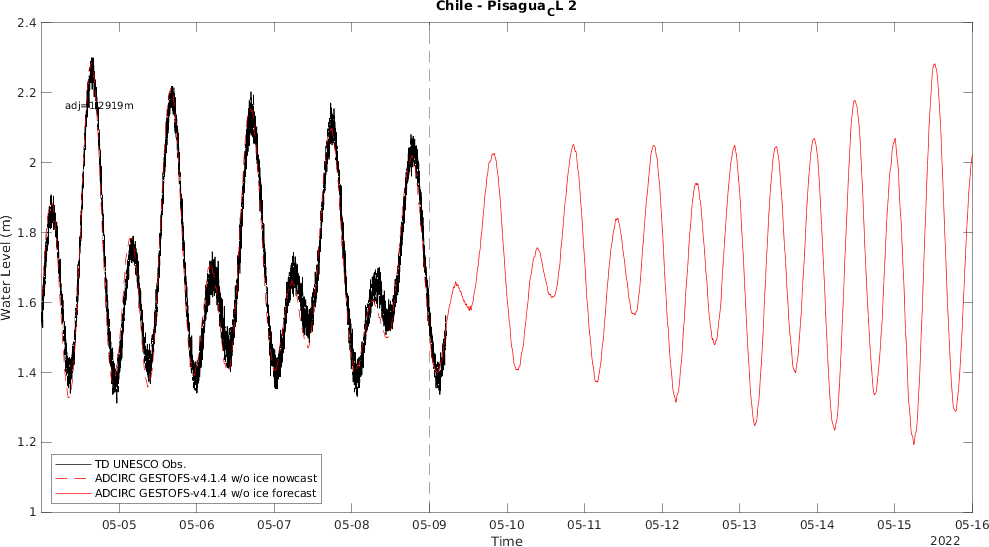 Chile - Pisagua_CL 2
2.4
2.2
2
1.8
1.6
1.4
1.2
1
Water Level (m)
adj=1.2919m
TD UNESCO Obs.
ADCIRC GESTOFS-v4.1.4 w/o ice nowcast
ADCIRC GESTOFS-v4.1.4 w/o ice forecast
05-05 05-06 05-07 05-08 05-09 05-10 05-11 05-12 05-13 05-14 05-15 05-16
Time
2022